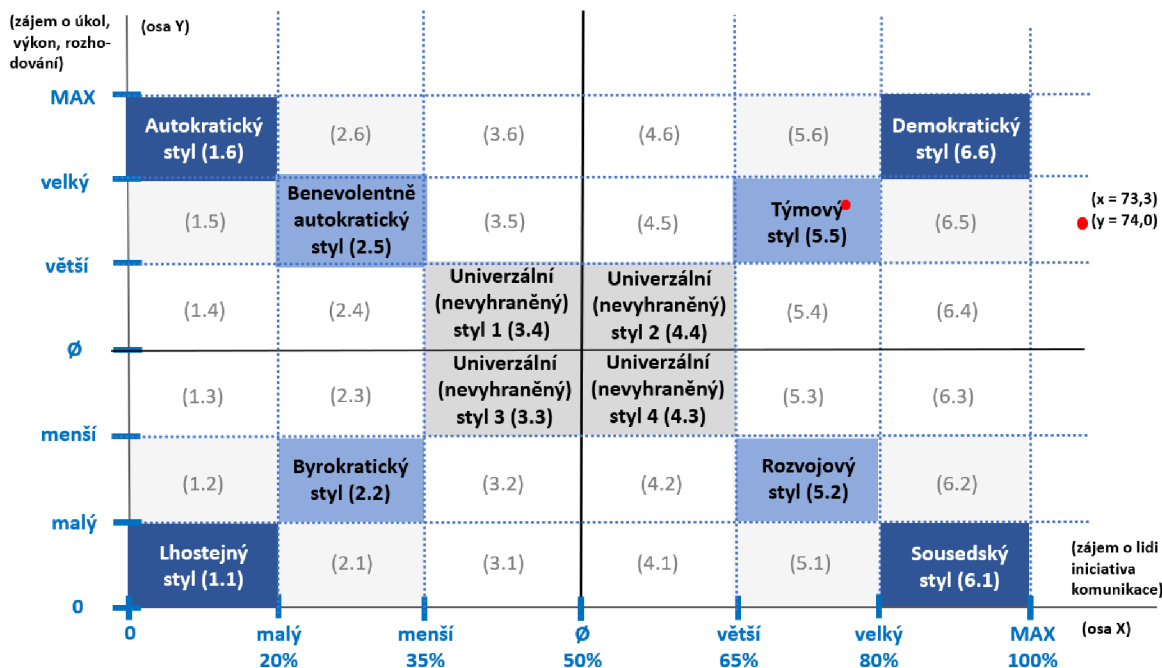 (zájem o úkol,
výkon, rozho-
dování)
(osa Y)
MAX
Autokratický
styl (1.6)
(2.6)
(3.6)
(4.6)
(5.6)
Demokratický
styl (6.6)
velký
(1.5)
Benevolentně
autokratický
styl (2.5)
(3.5)
(4.5)
Týmový
styl (5.5)
(6.5)
(x = 73,3)
(y = 74,0)
větší
(1.4)
(2.4)
Univerzální
(nevyhraněný)
styl 1 (3.4)
Univerzální
(nevyhraněný)
styl 2 (4.4)
(5.4)
(6.4)
Ø
(1.3)
(2.3)
Univerzální
(nevyhraněný)
styl 3 (3.3)
Univerzální
(nevyhraněný)
styl 4 (4.3)
(5.3)
(6.3)
menší
(1.2)
Byrokratický
styl (2.2)
(3.2)
(4.2)
Rozvojový
styl (5.2)
(6.2)
malý
Lhostejný
styl (1.1)
(2.1)
(3.1)
(4.1)
(5.1)
Sousedský
styl (6.1)
(zájem o lidi
iniciativa
komunikace)
0
0
malý
20%
menší
35%
Ø
50%
větší
65%
velký
80%
MAX
100%
(osa X)